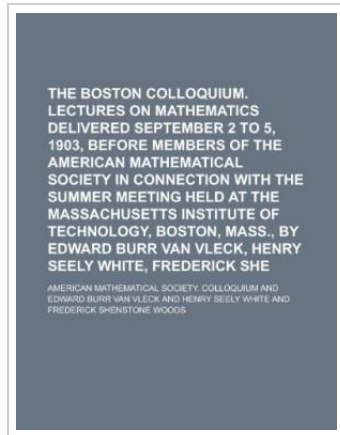 THE BOSTON COLLOQUIUM.
LECTURES ON MATHEMATICS
DELIVERED SEPTEMBER 2 TO 5,
1903, BEFORE MEMBERS OF THE
AMERICAN MATHEMATICAL
SOCIETY IN CONNECTION WITH THE
SUMMER MEETING HELD AT THE
MASSACHUSETTS INSTITUTE OF
TECHNOLOGY, BOSTON, MASS., BY
EDWARD BURR VAN VLECK, HENRY
SEELY WHITE, FREDERICK SHE
AMERICAN MATHEMATICAL SOCIETY. COLLOQUIUM AND
EDWARD BURR VAN VLECK AND HENRY SEELY WHITE AND
FREDERICK SHENSTONE WOODS